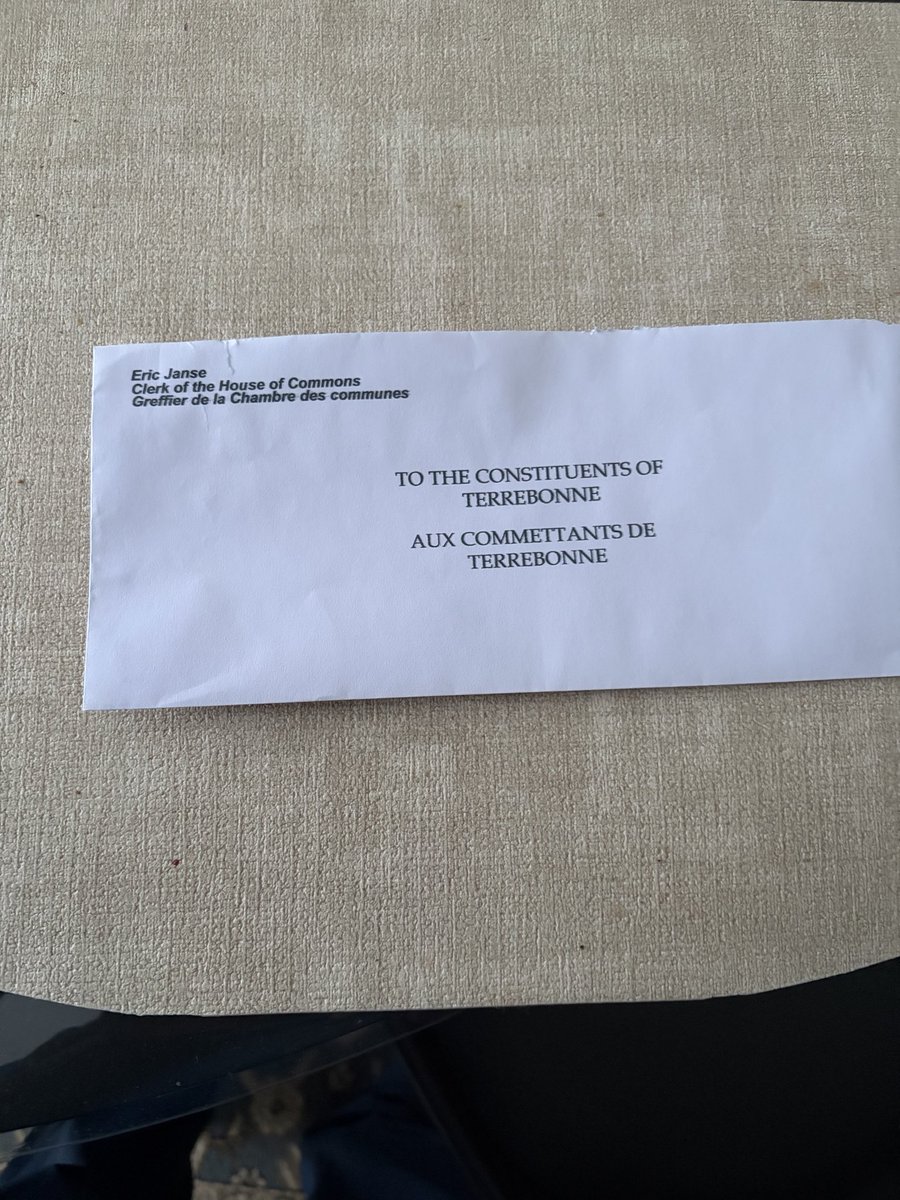 Eric Janse
Clerk of the House of Commons
Greffier de la Chambre des communes
TO THE CONSTITUENTS OF
TERREBONNE
AUX COMMETTANTS DE
TERREBONNE